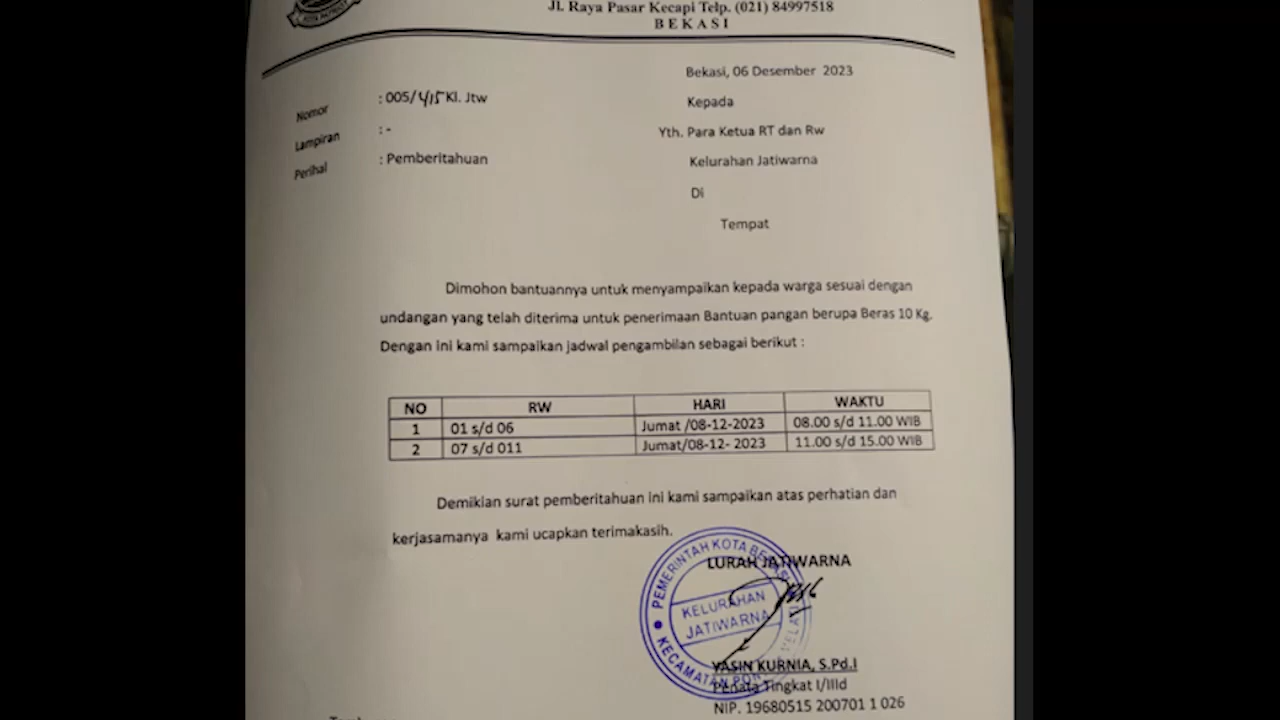 KOTA PATRIOT
Jl. Raya Pasar Kecapi Telp. (021) 84997518
BEKASI
Bekasi, 06 Desember 2023
Nomor : 005/415 Kl. Jtw
Kepada
Lampiran : -
Yth. Para Ketua RT dan Rw
Perihal : Pemberitahuan
Kelurahan Jatiwarna
Di
Tempat
Dimohon bantuannya untuk menyampaikan kepada warga sesuai dengan
undangan yang telah diterima untuk penerimaan Bantuan pangan berupa Beras 10 Kg.
Dengan ini kami sampaikan jadwal pengambilan sebagai berikut :
NO RW HARI WAKTU
1 01 s/d 06 Jumat /08-12-2023 08.00 s/d 11.00 WIB
2 07 s/d 011 Jumat/08-12- 2023 11.00 s/d 15.00 WIB
Demikian surat pemberitahuan ini kami sampaikan atas perhatian dan
kerjasamanya kami ucapkan terimakasih.
LURAH JATIWARNA
PEMERINTAH KOTA BEKASI
KELURAHAN
JATIWARNA
KECAMATAN
YASIN KURNIA, S.Pd.I
Penata Tingkat I/IIId
NIP. 19680515 200701 1 026